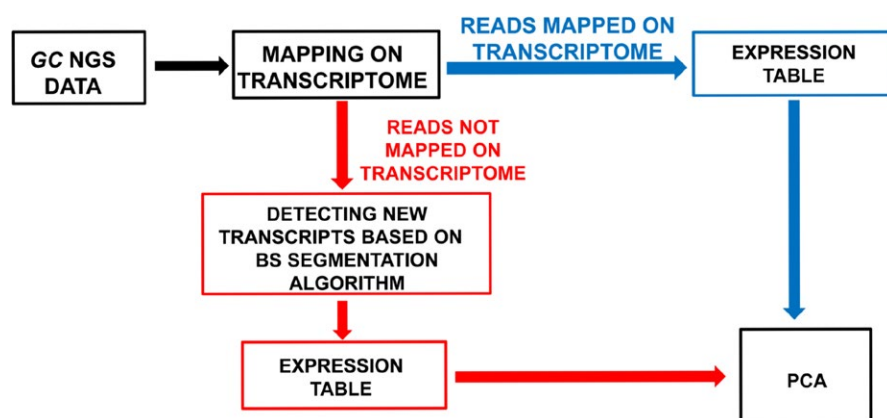 GC NGS
DATA
MAPPING ON
TRANSCRIPTOME
READS MAPPED ON
TRANSCRIPTOME
EXPRESSION
TABLE
READS NOT
MAPPED ON
TRANSCRIPTOME
DETECTING NEW
TRANSCRIPTS BASED ON
BS SEGMENTATION
ALGORITHM
EXPRESSION
TABLE
PCA